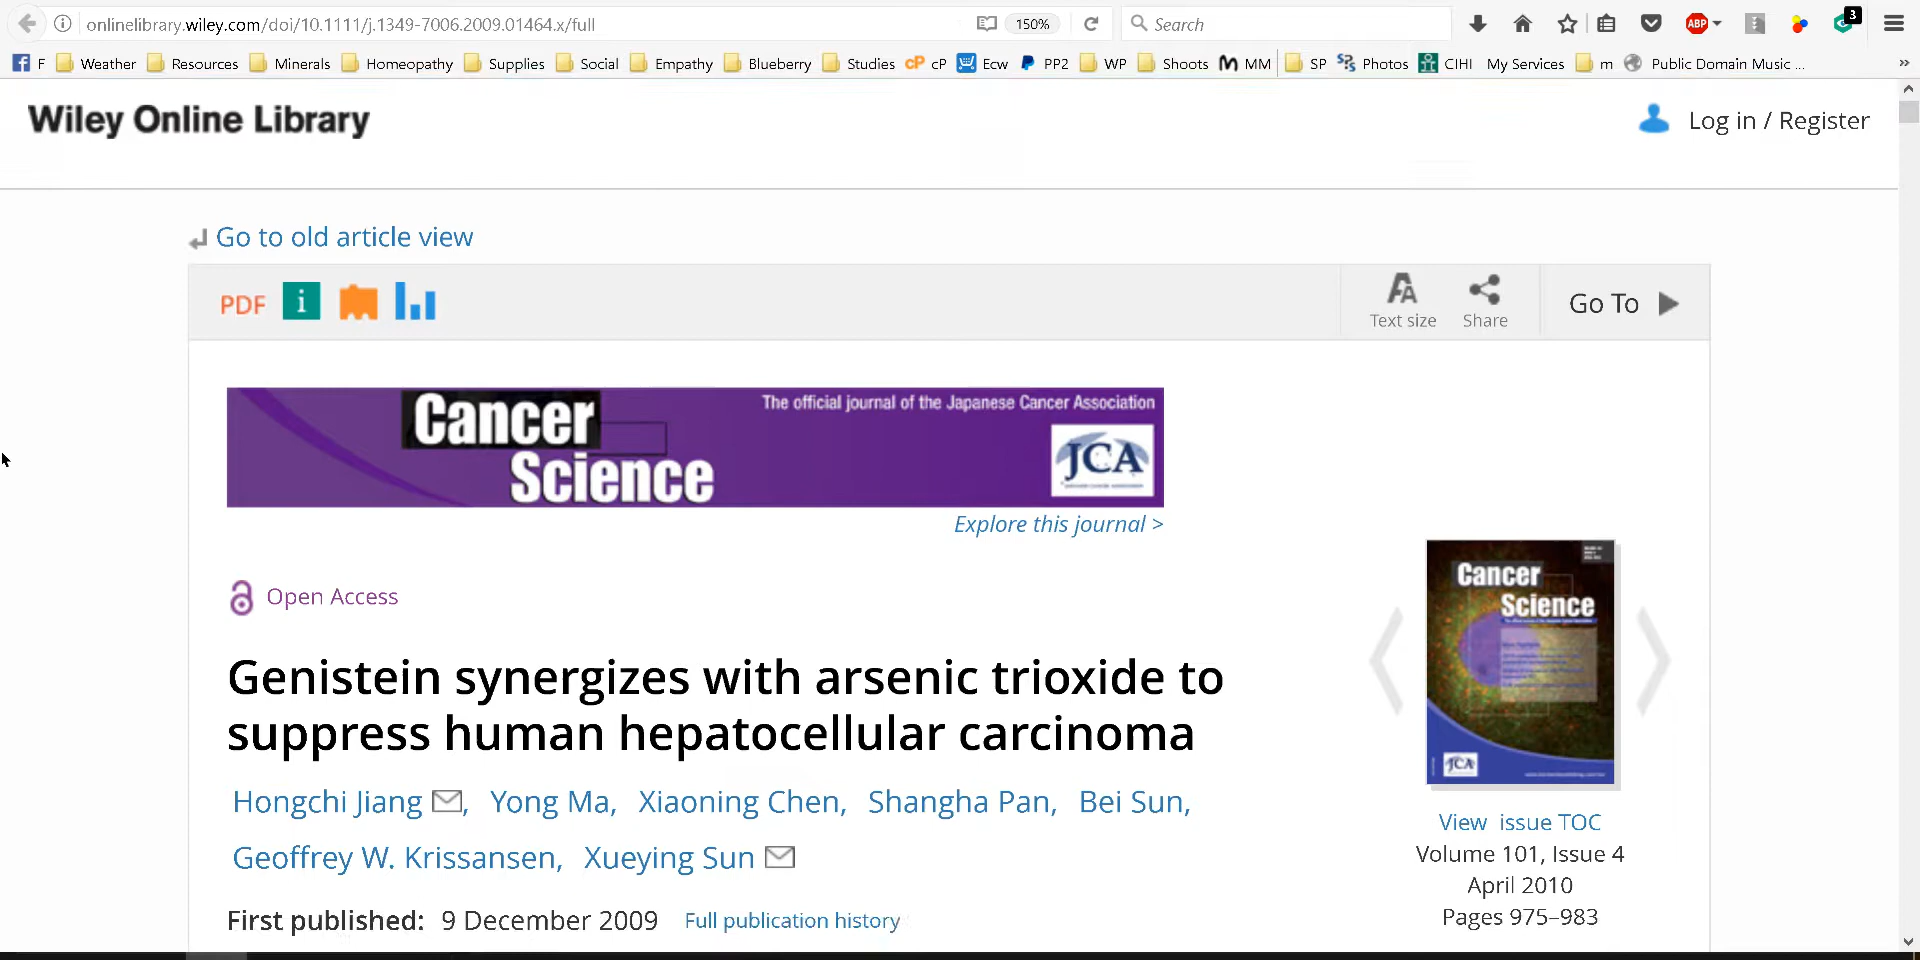 onlinelibrary.wiley.com/doi/10.1111/j.1349-7006.2009.01464.x/full 150% Search ABP 3
F Weather Resources Minerals Homeopathy Supplies Social Empathy Blueberry Studies cP cP Ecw PP2 WP Shoots MM SP Photos CIHI My Services m Public Domain Music ...
Wiley Online Library
Log in / Register
Go to old article view
PDF i
Text size Share Go To
Cancer
Science
The official journal of the Japanese Cancer Association
JCA
Explore this journal >
Open Access
Genistein synergizes with arsenic trioxide to
suppress human hepatocellular carcinoma
Hongchi Jiang, Yong Ma, Xiaoning Chen, Shangha Pan, Bei Sun,
Geoffrey W. Krissansen, Xueying Sun
First published: 9 December 2009 Full publication history
Cancer
Science
JCA
View issue TOC
Volume 101, Issue 4
April 2010
Pages 975–983